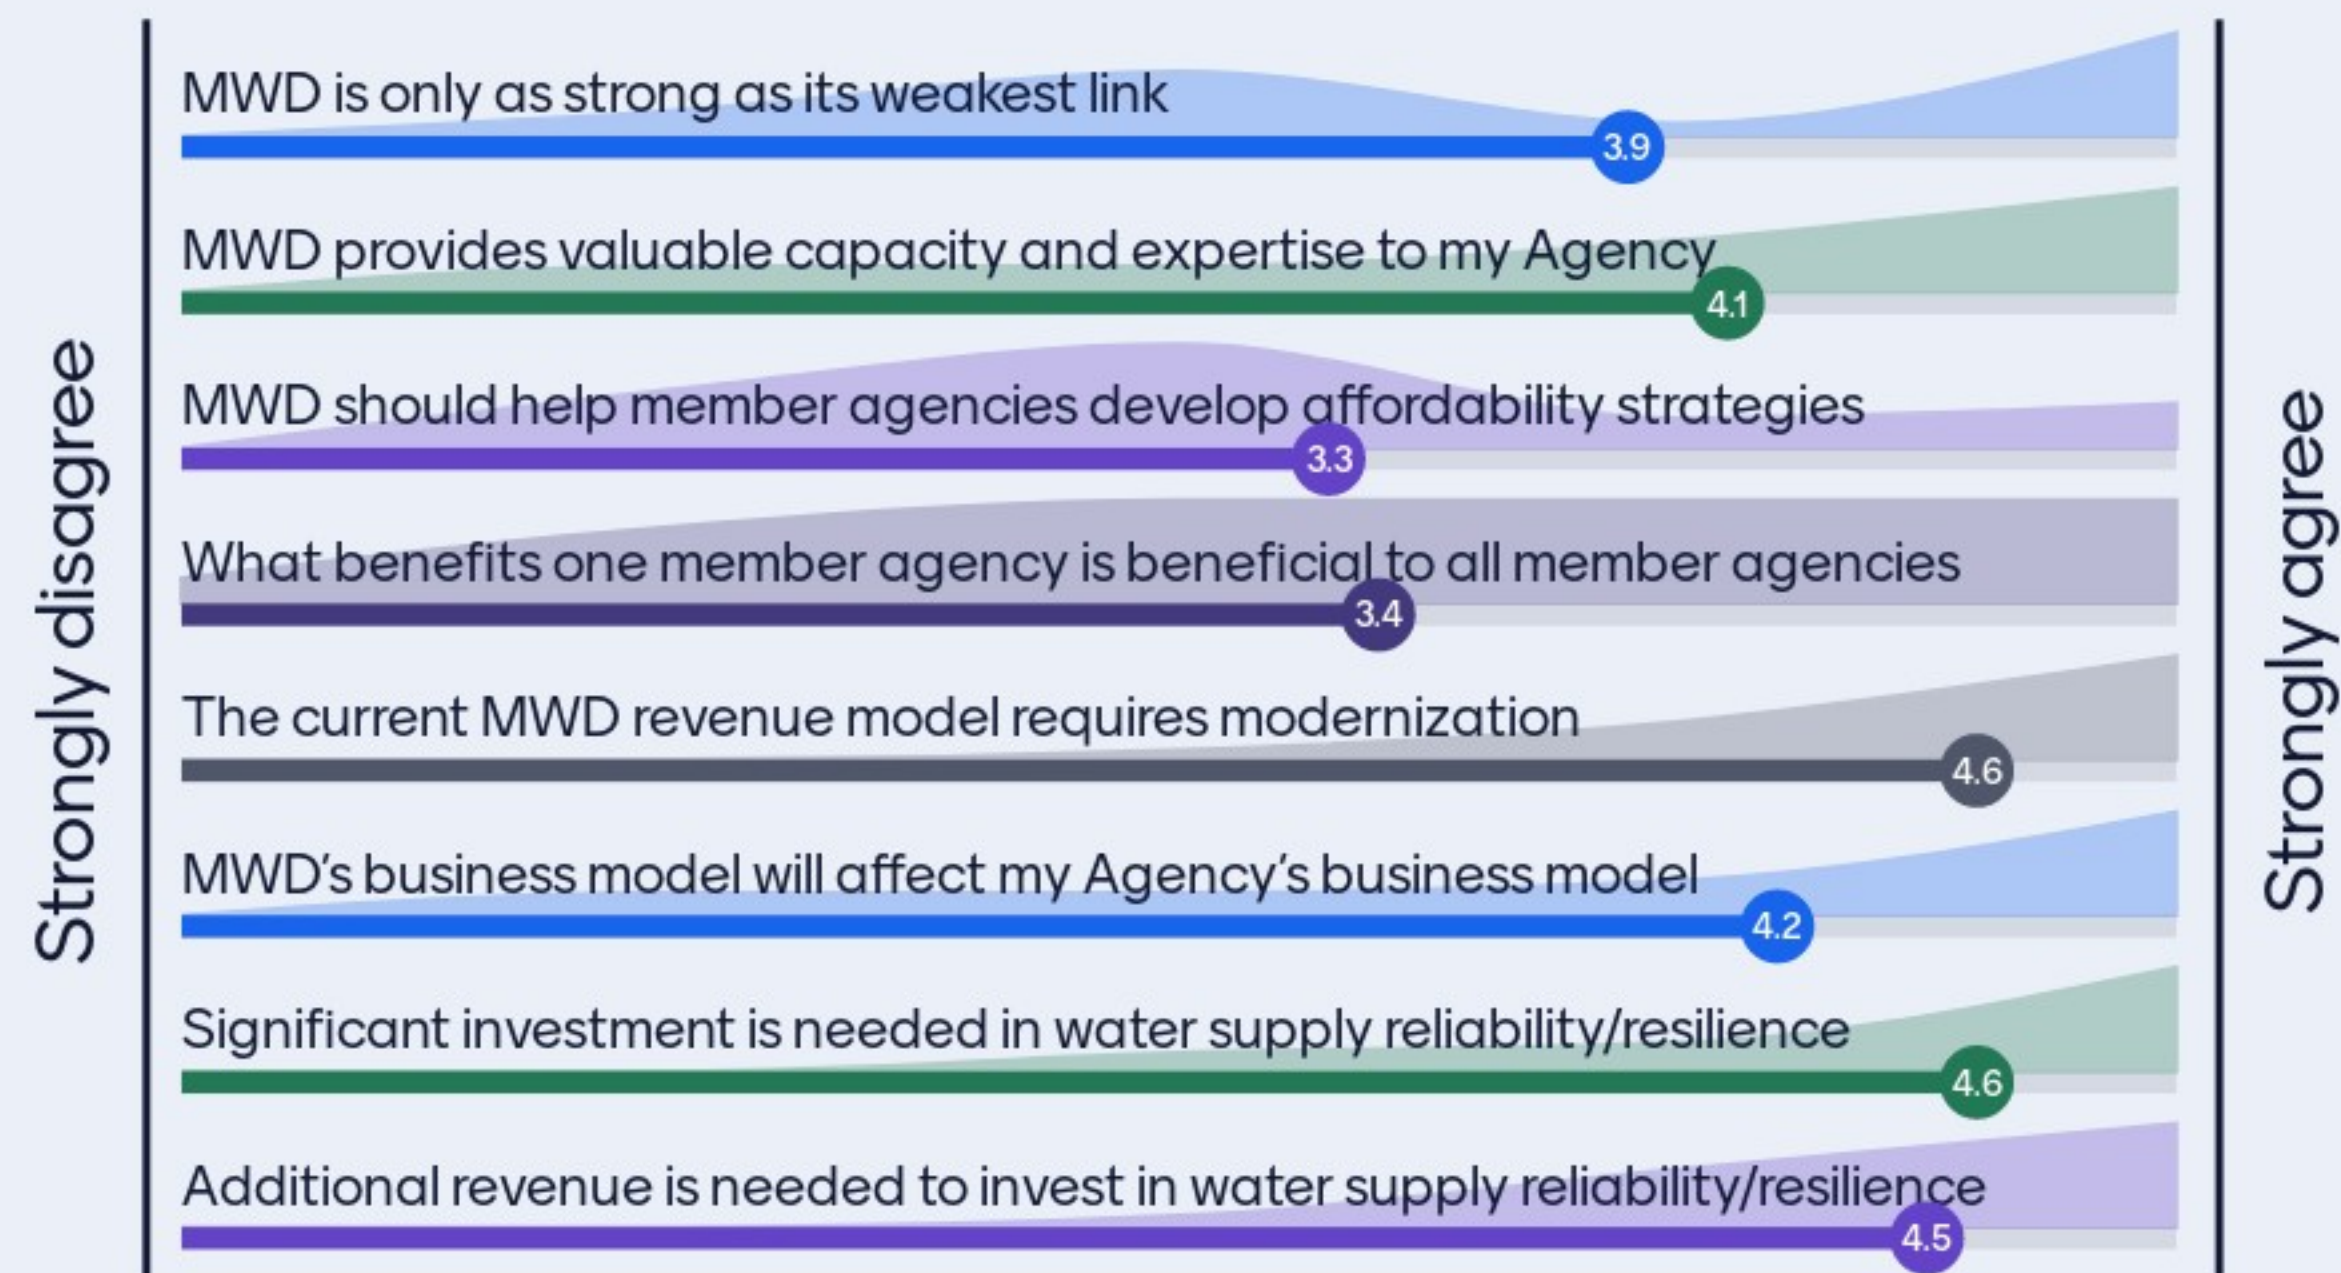 Strongly disagree
MWD is only as strong as its weakest link
3.9
MWD provides valuable capacity and expertise to my Agency
4.1
MWD should help member agencies develop affordability strategies
3.3
What benefits one member agency is beneficial to all member agencies
3.4
The current MWD revenue model requires modernization
4.6
MWD’s business model will affect my Agency’s business model
4.2
Significant investment is needed in water supply reliability/resilience
4.6
Additional revenue is needed to invest in water supply reliability/resilience
4.5
Strongly agree